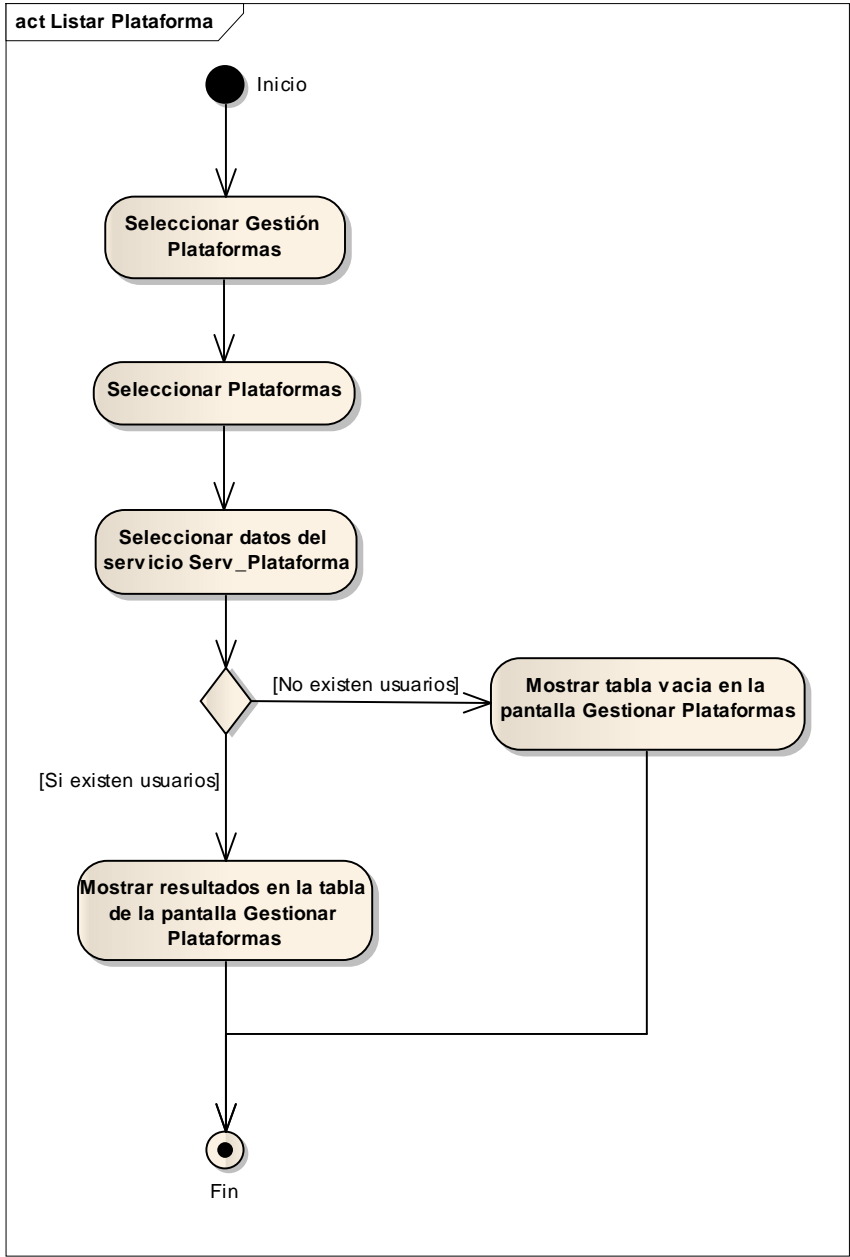 act Listar Plataforma
Inicio
Seleccionar Gestión
Plataformas
Seleccionar Plataformas
Seleccionar datos del
servicio Serv_Plataforma
[No existen usuarios]
Mostrar tabla vacia en la
pantalla Gestionar Plataformas
[Si existen usuarios]
Mostrar resultados en la tabla
de la pantalla Gestionar
Plataformas
Fin